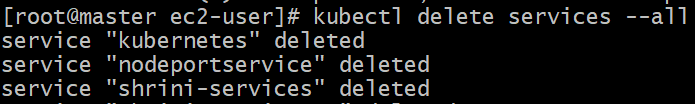 [root@master ec2-user]# kubectl delete services --all
service "kubernetes" deleted
service "nodeportservice" deleted
service "shrini-services" deleted